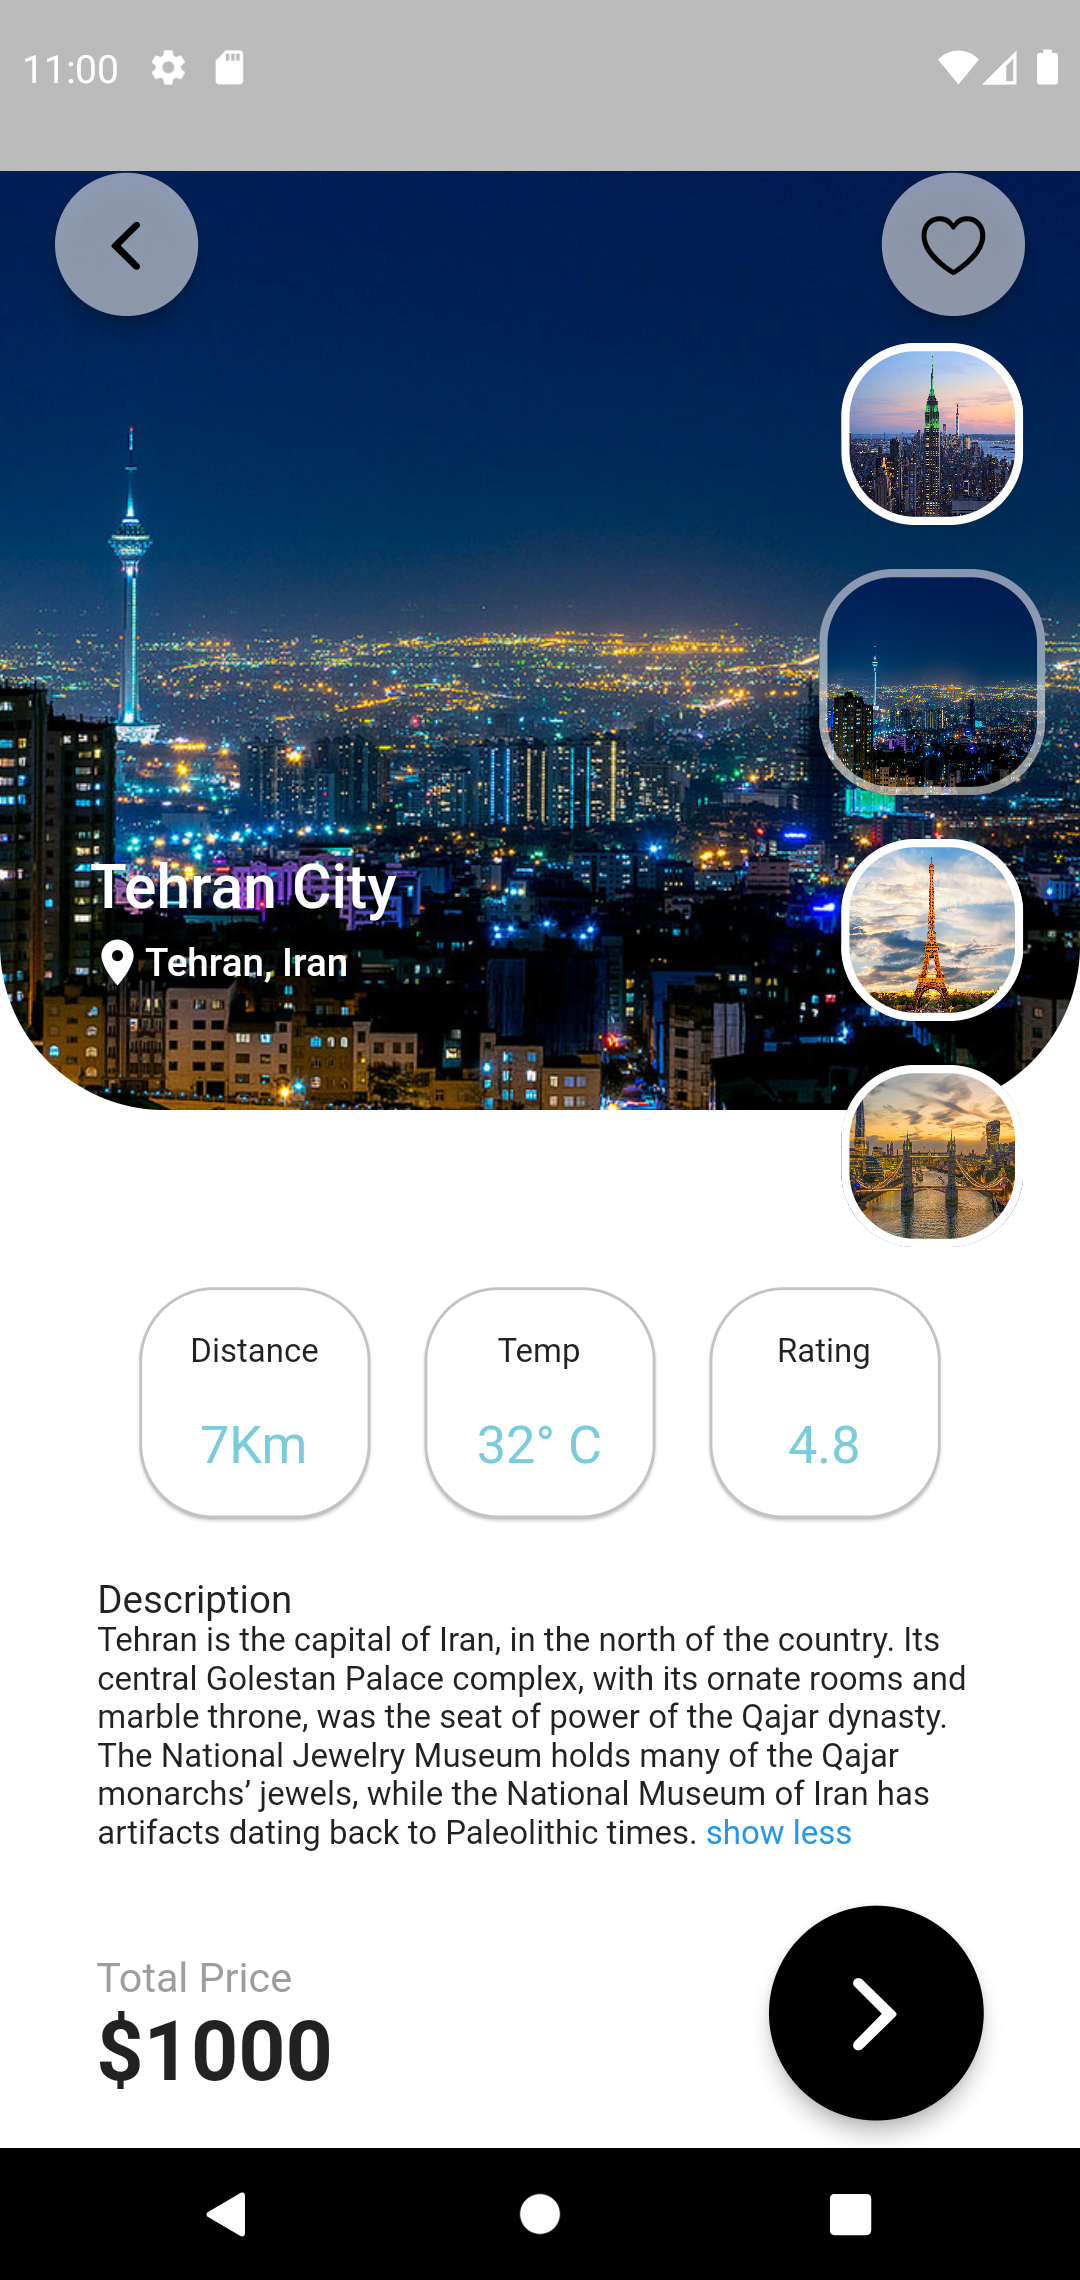 11:00
Tehran City
Tehran, Iran
Distance
7Km
Temp
32° C
Rating
4.8
Description
Tehran is the capital of Iran, in the north of the country. Its
central Golestan Palace complex, with its ornate rooms and
marble throne, was the seat of power of the Qajar dynasty.
The National Jewelry Museum holds many of the Qajar
monarchs’ jewels, while the National Museum of Iran has
artifacts dating back to Paleolithic times. show less
Total Price
$1000